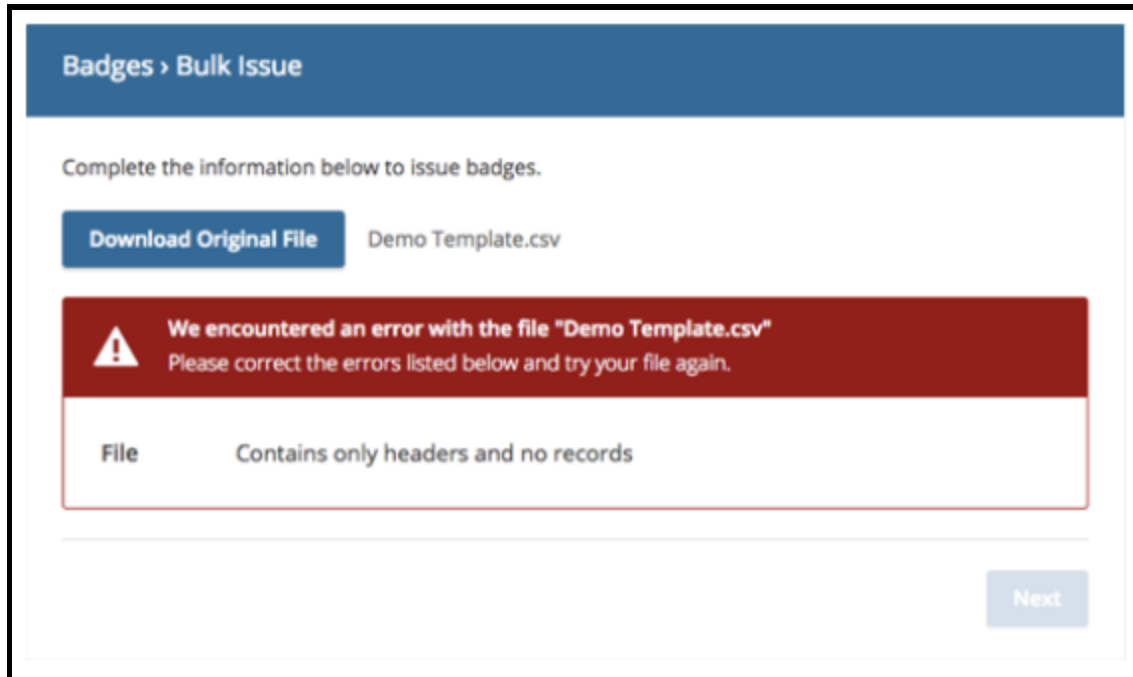 Badges › Bulk Issue
Complete the information below to issue badges.
Download Original File Demo Template.csv
We encountered an error with the file "Demo Template.csv"
Please correct the errors listed below and try your file again.
File Contains only headers and no records
Next